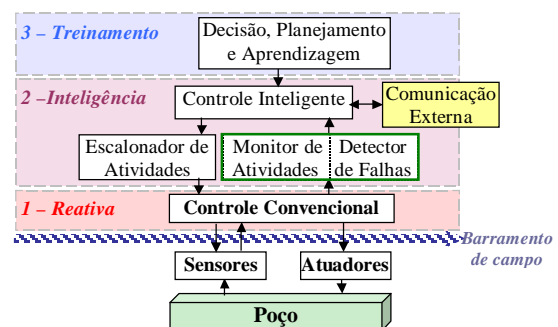 3 – Treinamento
Decisão, Planejamento
e Aprendizagem
2 –Inteligência
Controle Inteligente
Comunicação
Externa
Escalonador de
Atividades
Monitor de
Atividades
Detector
de Falhas
1 – Reativa
Controle Convencional
Barramento
de campo
Sensores
Atuadores
Poço